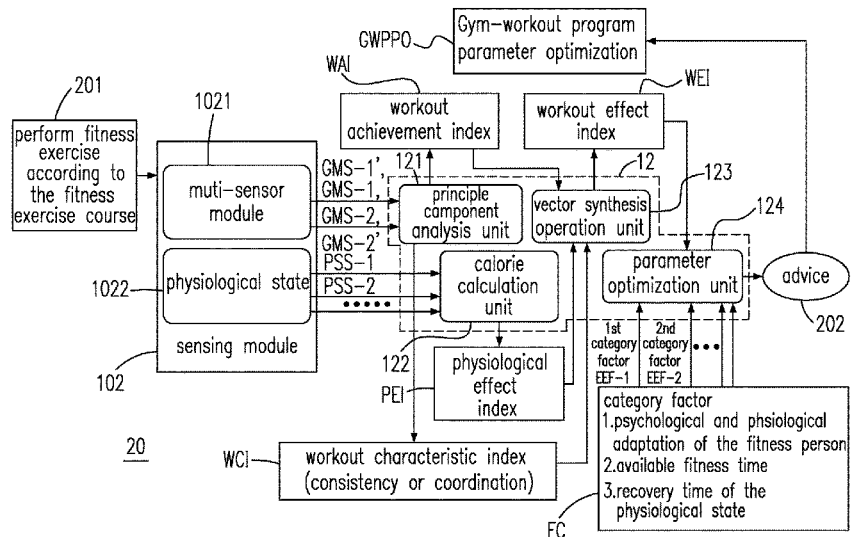 GWPPO
Gym-workout program
parameter optimization
WAI
WEI
201
1021
workout
achievement index
workout effect
index
perform fitness
exercise
according to
the fitness
exercise course
muti-sensor
module
GMS-1',
GMS-1,
GMS-2,
GMS-2'
121
principle
component
analysis unit
12
123
vector synthesis
operation unit
124
1022
physiological state
PSS-1
PSS-2
calorie
calculation
unit
parameter
optimization unit
advice
202
sensing module
102
122
1st
category
factor
EEF-1
2nd
category
factor
EEF-2
PEI
physiological
effect
index
20
WCI
workout characteristic index
(consistency or coordination)
category factor
1.psychological and phsiological
adaptation of the fitness person
2.available fitness time
3.recovery time of the
physiological state
FC